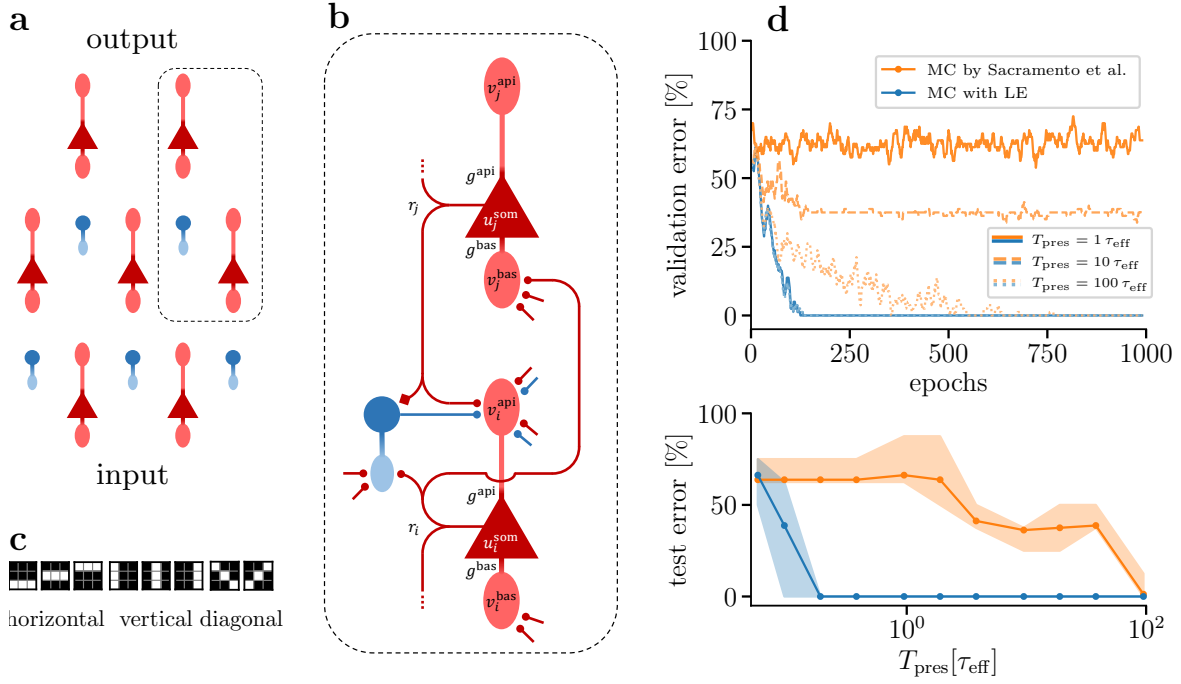 a
output
input
b
v_j^api
g^api
r_j
u_j^som
g^bas
v_j^bas
v_i^api
g^api
r_i
u_i^som
g^bas
v_i^bas
c
horizontal vertical diagonal
d
validation error [%]
100
75
50
25
0
MC by Sacramento et al.
MC with LE
T_pres = 1 τ_eff
T_pres = 10 τ_eff
T_pres = 100 τ_eff
0 250 500 750 1000
epochs
test error [%]
100
50
0
10^0 10^2
T_pres[τ_eff]